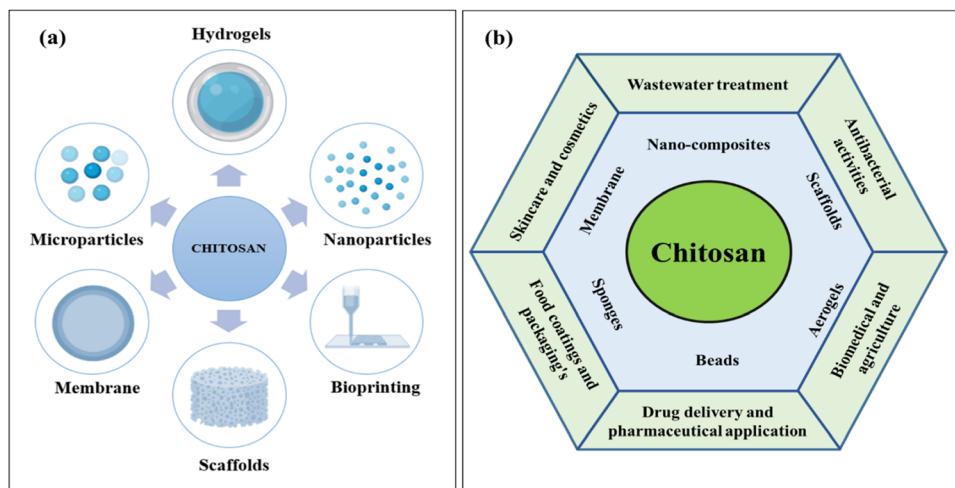 (a)
Hydrogels
Microparticles
CHITOSAN
Nanoparticles
Membrane
Bioprinting
Scaffolds
(b)
Wastewater treatment
Skincare and cosmetics
Antibacterial
activities
Nano-composites
Membrane
Scaffolds
Chitosan
Sponges
Aerogels
Beads
Food coatings and
packaging's
Biomedical and
agriculture
Drug delivery and
pharmaceutical application